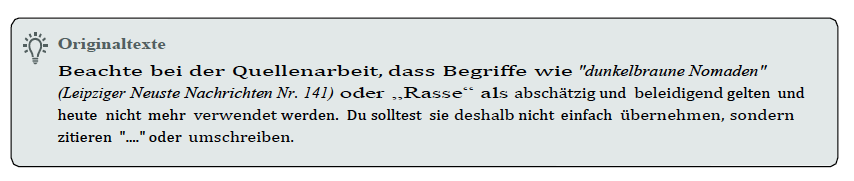 Originaltexte
Beachte bei der Quellenarbeit, dass Begriffe wie "dunkelbraune Nomaden"
(Leipziger Neuste Nachrichten Nr. 141) oder „Rasse“ als abschätzig und beleidigend gelten und
heute nicht mehr verwendet werden. Du solltest sie deshalb nicht einfach übernehmen, sondern
zitieren "...." oder umschreiben.